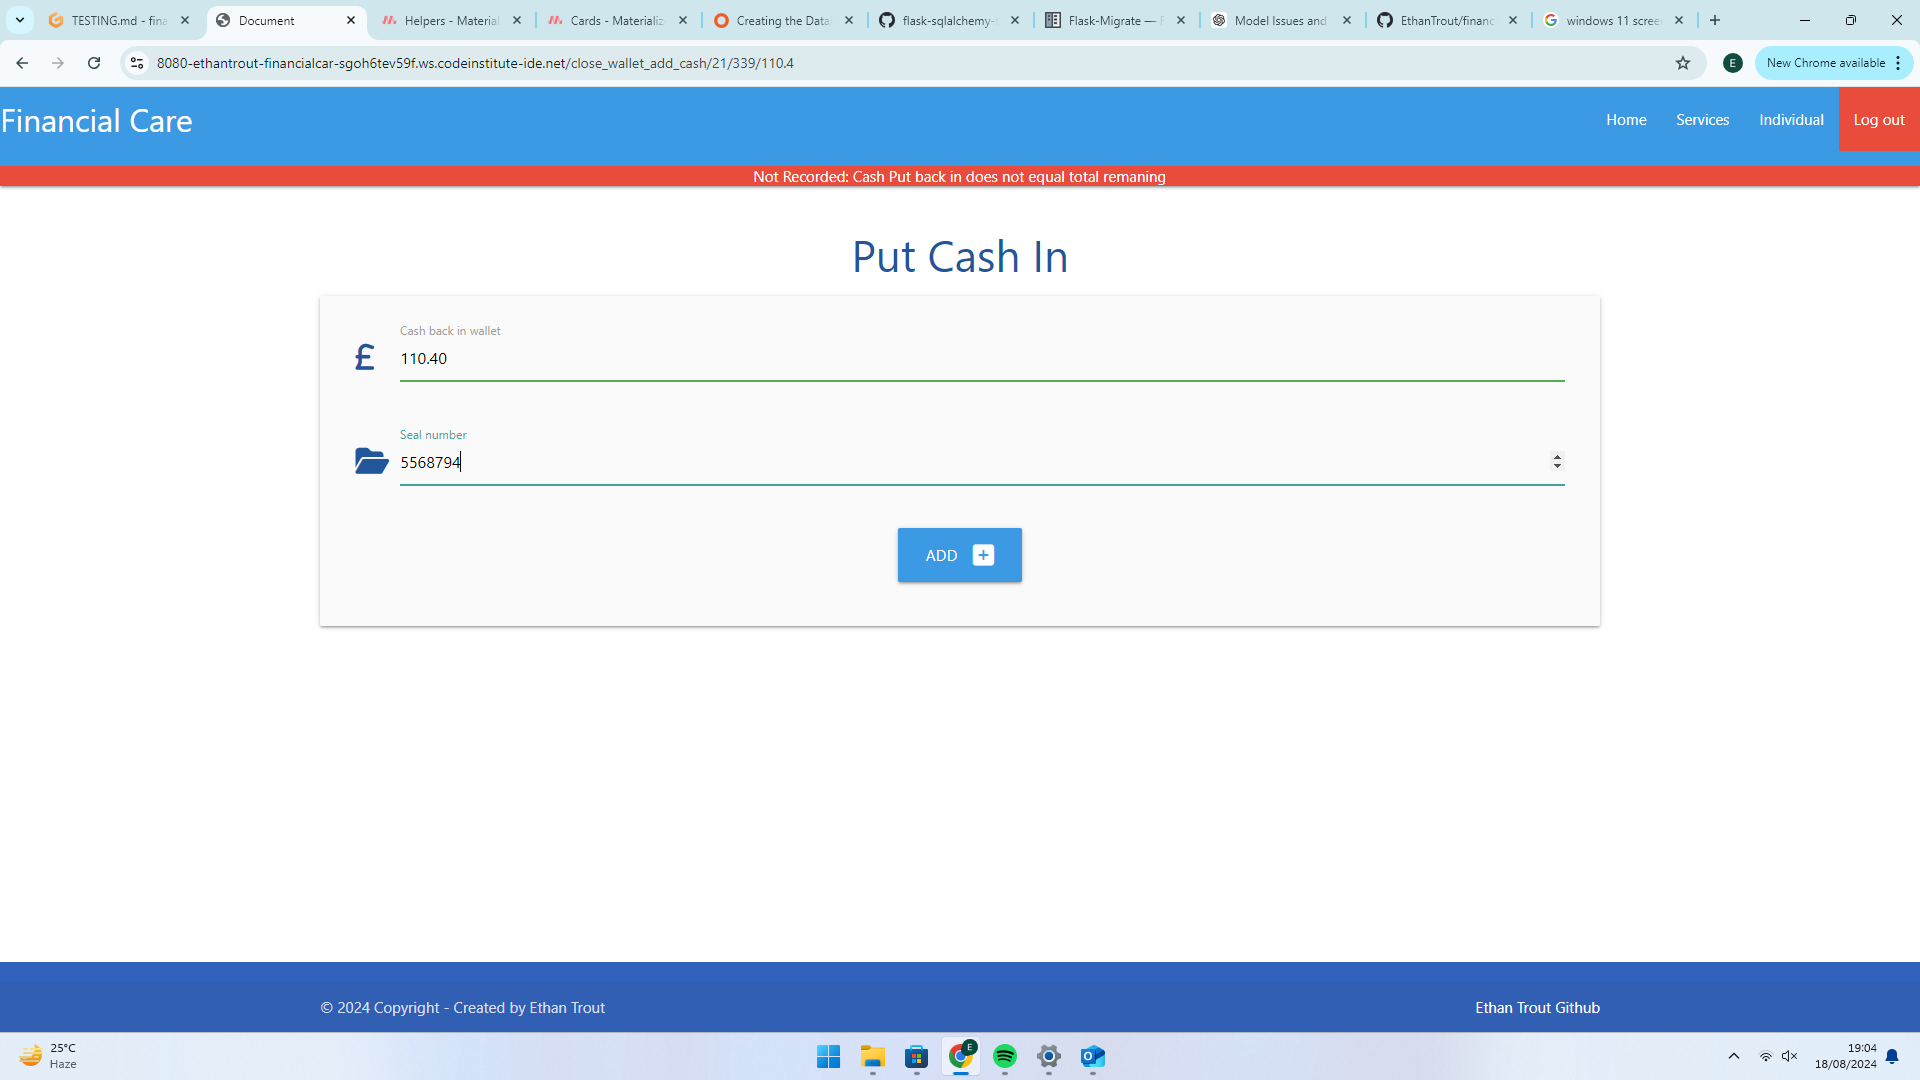 TESTING.md - fina
Document
Helpers - Material
Cards - Materializ
Creating the Data
flask-sqlalchemy-
Flask-Migrate —
Model Issues and
EthanTrout/financ
windows 11 scree
8080-ethantrout-financialcar-sgoh6tev59f.ws.codeinstitute-ide.net/close_wallet_add_cash/21/339/110.4
E
New Chrome available
Financial Care
Home
Services
Individual
Log out
Not Recorded: Cash Put back in does not equal total remaning
Put Cash In
Cash back in wallet
£
110.40
Seal number
5568794
ADD
© 2024 Copyright - Created by Ethan Trout
Ethan Trout Github
25°C
Haze
E
19:04
18/08/2024